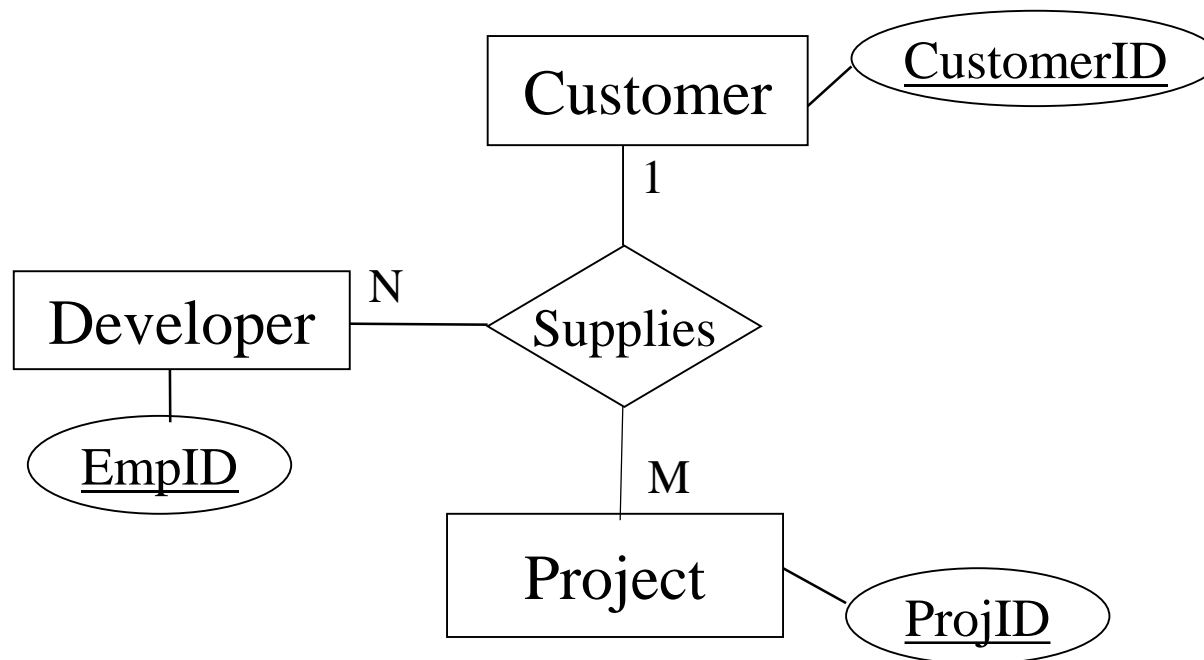 CustomerID
Customer
1
N
Developer
Supplies
EmpID
M
Project
ProjID